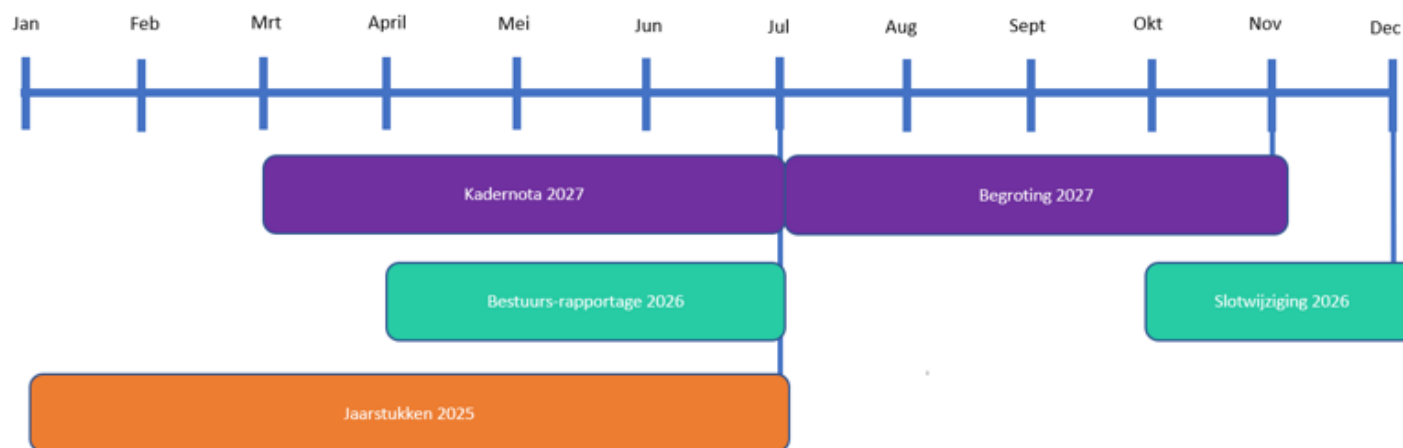 Jan Feb Mrt April Mei Jun Jul Aug Sept Okt Nov Dec
Kadernota 2027 Begroting 2027
Bestuurs-rapportage 2026 Slotwijziging 2026
Jaarstukken 2025